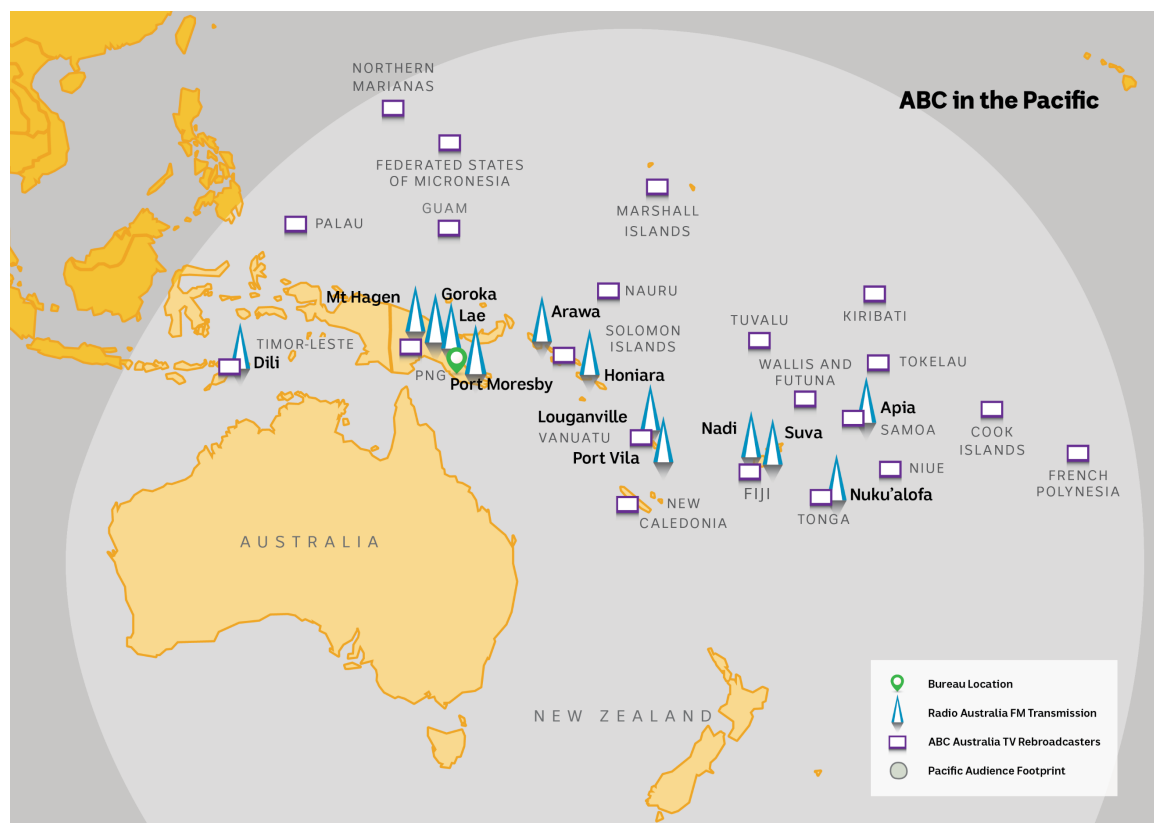 ABC in the Pacific
NORTHERN
MARIANAS
FEDERATED STATES
OF MICRONESIA
GUAM
PALAU
MARSHALL
ISLANDS
NAURU
Mt Hagen
Goroka
Lae
Arawa
SOLOMON
ISLANDS
Honiara
TIMOR-LESTE
Dili
PNG
Port Moresby
KIRIBATI
TUVALU
TOKELAU
WALLIS AND
FUTUNA
Louganville
VANUATU
Port Vila
Nadi
Suva
FIJI
Apia
SAMOA
COOK
ISLANDS
NIUE
FRENCH
POLYNESIA
Nuku’alofa
TONGA
NEW
CALEDONIA
AUSTRALIA
NEW ZEALAND
Bureau Location
Radio Australia FM Transmission
ABC Australia TV Rebroadcasters
Pacific Audience Footprint